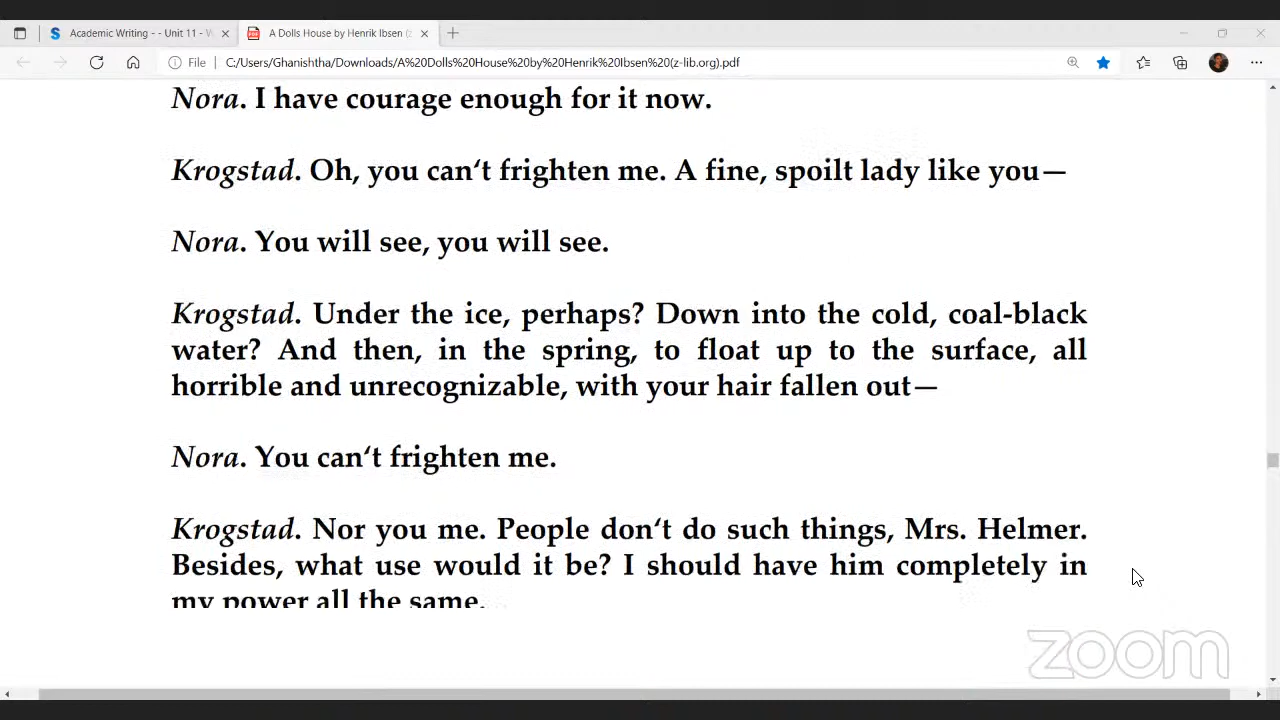 Academic Writing - - Unit 11 - W
A Dolls House by Henrik Ibsen (z
File
C:/Users/Ghanishtha/Downloads/A%20Dolls%20House%20by%20Henrik%20Ibsen%20(z-lib.org).pdf
Nora. I have courage enough for it now.
Krogstad. Oh, you can‘t frighten me. A fine, spoilt lady like you—
Nora. You will see, you will see.
Krogstad. Under the ice, perhaps? Down into the cold, coal-black
water? And then, in the spring, to float up to the surface, all
horrible and unrecognizable, with your hair fallen out—
Nora. You can‘t frighten me.
Krogstad. Nor you me. People don‘t do such things, Mrs. Helmer.
Besides, what use would it be? I should have him completely in
my power all the same.
zoom